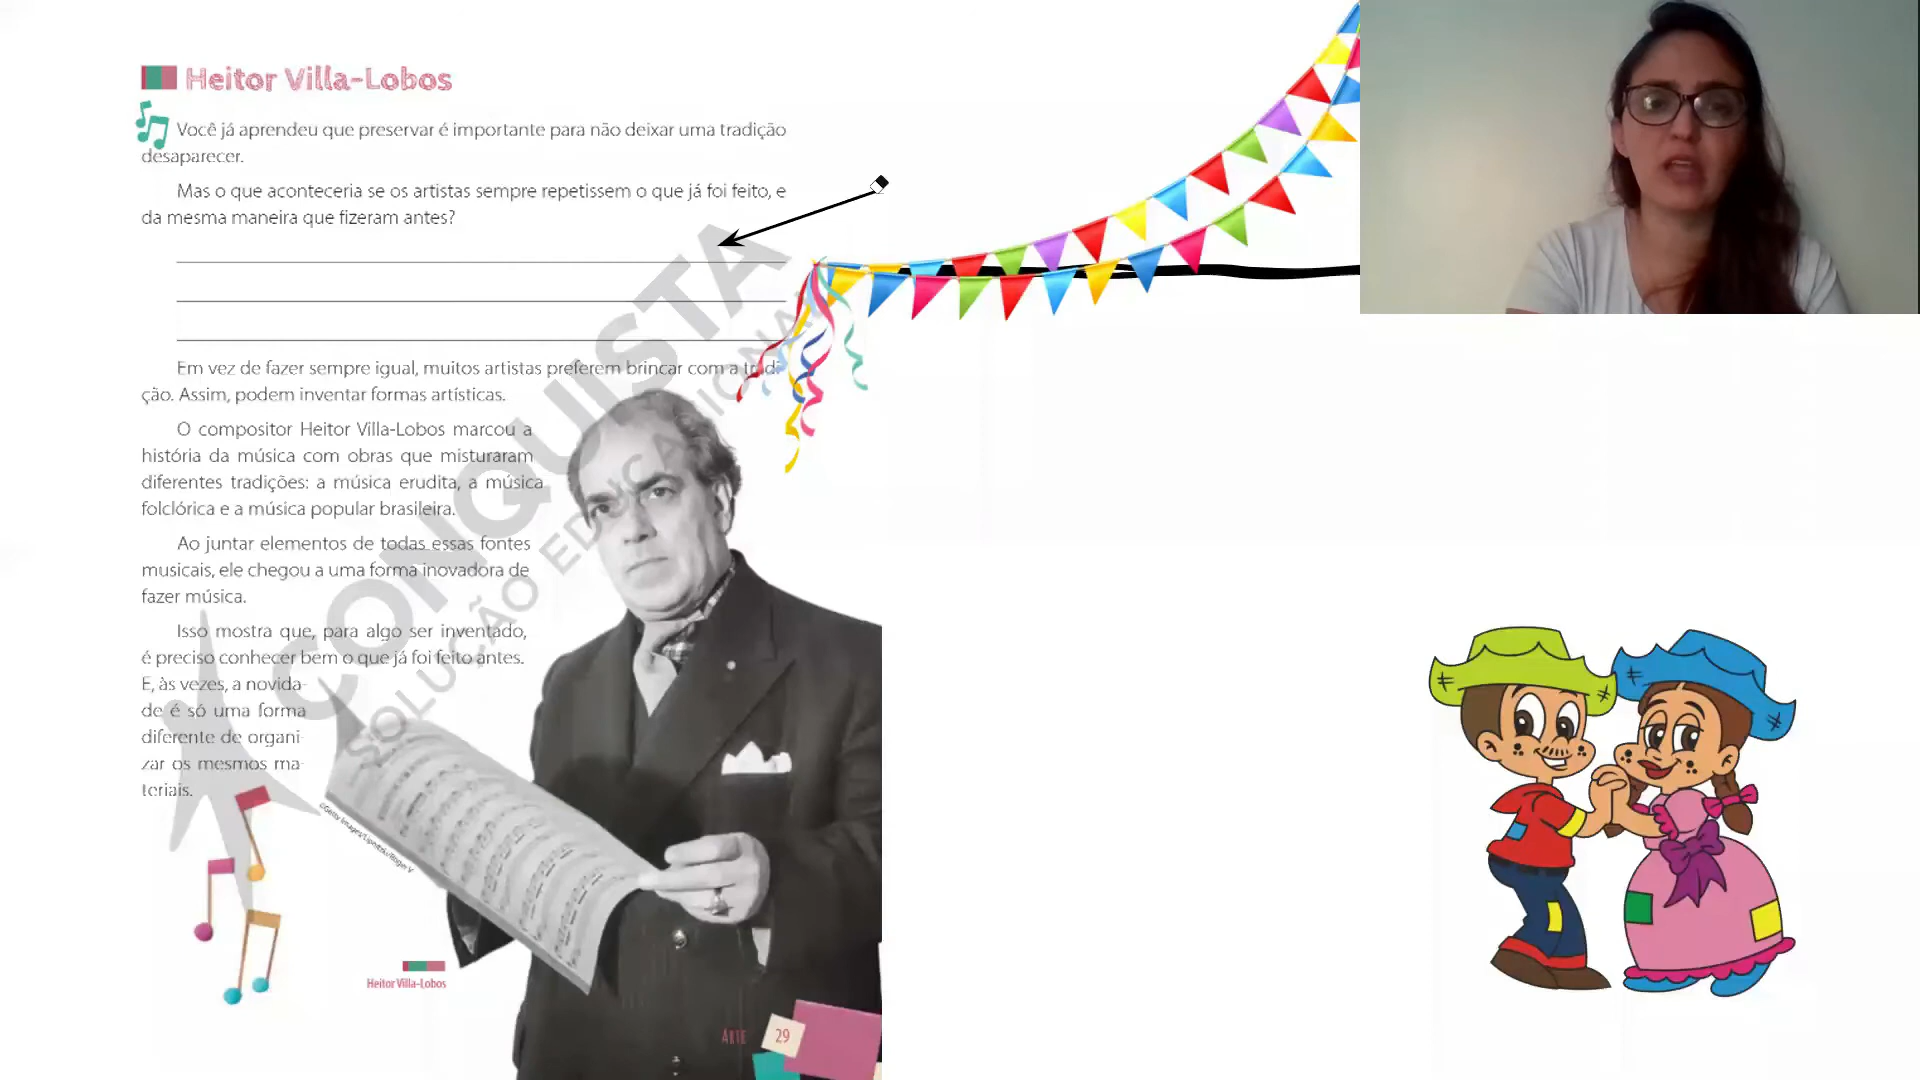 Heitor Villa-Lobos
Você já aprendeu que preservar é importante para não deixar uma tradição
desaparecer.
Mas o que aconteceria se os artistas sempre repetissem o que já foi feito, e
da mesma maneira que fizeram antes?
Em vez de fazer sempre igual, muitos artistas preferem brincar com a tradi-
ção. Assim, podem inventar formas artísticas.
O compositor Heitor Villa-Lobos marcou a
história da música com obras que misturaram
diferentes tradições: a música erudita, a música
folclórica e a música popular brasileira.
Ao juntar elementos de todas essas fontes
musicais, ele chegou a uma forma inovadora de
fazer música.
Isso mostra que, para algo ser inventado,
é preciso conhecer bem o que já foi feito antes.
E, às vezes, a novida-
de é só uma forma
diferente de organi-
zar os mesmos ma-
teriais.
CONQUISTA
SOLUÇÃO EDUCACIONAL
Heitor Villa-Lobos
ARTE 29